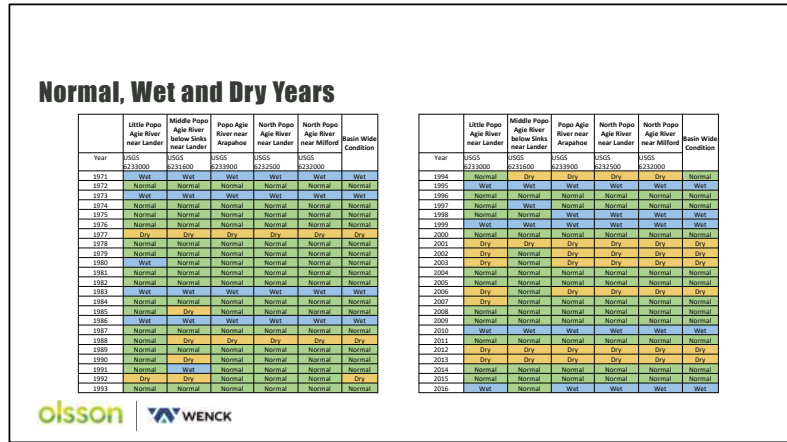 Normal, Wet and Dry Years
Little Popo Agie River near Lander Middle Popo Agie River below Sinks near Lander Popo Agie River near Arapahoe North Popo Agie River near Lander North Popo Agie River near Milford Basin Wide Condition
Year USGS 6233000 USGS 6231600 USGS 6233900 USGS 6232500 USGS 6232000
1971 Wet Wet Wet Wet Wet Wet
1972 Normal Normal Normal Normal Normal Normal
1973 Wet Wet Wet Wet Wet Wet
1974 Normal Normal Normal Normal Normal Normal
1975 Normal Normal Normal Normal Normal Normal
1976 Normal Normal Normal Normal Normal Normal
1977 Dry Dry Dry Dry Dry Dry
1978 Normal Normal Normal Normal Normal Normal
1979 Normal Normal Normal Normal Normal Normal
1980 Wet Normal Normal Normal Normal Normal
1981 Normal Normal Normal Normal Normal Normal
1982 Normal Normal Normal Normal Normal Normal
1983 Wet Wet Wet Wet Wet Wet
1984 Normal Normal Normal Normal Normal Normal
1985 Normal Dry Normal Normal Normal Normal
1986 Wet Wet Wet Wet Wet Wet
1987 Normal Normal Normal Normal Normal Normal
1988 Normal Dry Dry Dry Dry Dry
1989 Normal Normal Normal Normal Normal Normal
1990 Normal Dry Normal Normal Normal Normal
1991 Normal Wet Normal Normal Normal Normal
1992 Dry Dry Normal Normal Normal Dry
1993 Normal Normal Normal Normal Normal Normal
Little Popo Agie River near Lander Middle Popo Agie River below Sinks near Lander Popo Agie River near Arapahoe North Popo Agie River near Lander North Popo Agie River near Milford Basin Wide Condition
Year USGS 6233000 USGS 6231600 USGS 6233900 USGS 6232500 USGS 6232000
1994 Normal Dry Dry Dry Dry Normal
1995 Wet Wet Wet Wet Wet Wet
1996 Normal Normal Normal Normal Normal Normal
1997 Normal Wet Normal Normal Normal Normal
1998 Normal Normal Wet Wet Wet Wet
1999 Wet Wet Wet Wet Wet Wet
2000 Normal Normal Normal Normal Normal Normal
2001 Dry Dry Dry Dry Dry Dry
2002 Dry Normal Dry Dry Dry Dry
2003 Dry Normal Dry Dry Dry Dry
2004 Normal Normal Normal Normal Normal Normal
2005 Normal Normal Normal Normal Normal Normal
2006 Dry Normal Dry Dry Dry Dry
2007 Dry Normal Normal Normal Normal Normal
2008 Normal Normal Normal Normal Normal Normal
2009 Normal Normal Normal Normal Normal Normal
2010 Wet Wet Wet Wet Wet Wet
2011 Normal Normal Normal Normal Normal Normal
2012 Dry Dry Dry Dry Dry Dry
2013 Dry Dry Normal Normal Dry Dry
2014 Normal Normal Normal Normal Normal Normal
2015 Normal Normal Normal Normal Normal Normal
2016 Wet Normal Wet Wet Wet Wet
olsson WENCK